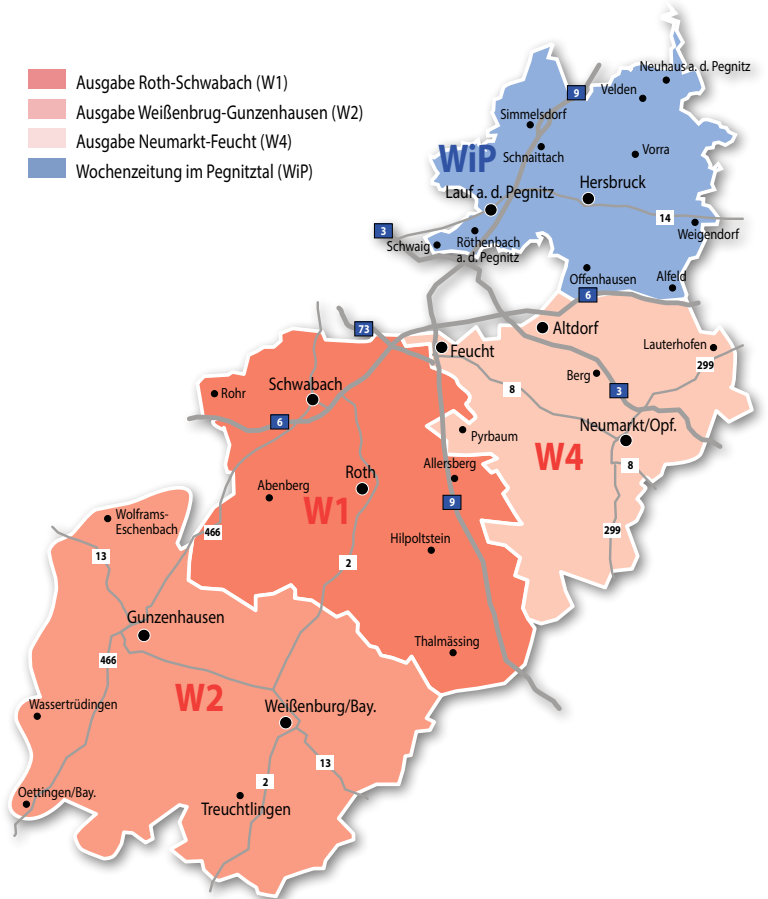 Ausgabe Roth-Schwabach (W1)
Ausgabe Weißenbrug-Gunzenhausen (W2)
Ausgabe Neumarkt-Feucht (W4)
Wochenzeitung im Pegnitztal (WiP)
Neuhaus a. d. Pegnitz
9
Velden
Simmelsdorf
WiP
Schnaittach
Vorra
Lauf a. d. Pegnitz
Hersbruck
14
3
Schwaig
Röthenbach
a. d. Pegnitz
Weigendorf
Offenhausen
Alfeld
6
73
Altdorf
Feucht
Lauterhofen
299
Berg
8
3
Schwabach
Rohr
6
Neumarkt/Opf.
Pyrbaum
W4
8
Allersberg
Roth
Abenberg
W1
9
Wolframs-
Eschenbach
466
299
13
Hilpoltstein
2
Gunzenhausen
Thalmässing
466
W2
Wassertrüdingen
Weißenburg/Bay.
13
2
Oettingen/Bay.
Treuchtlingen